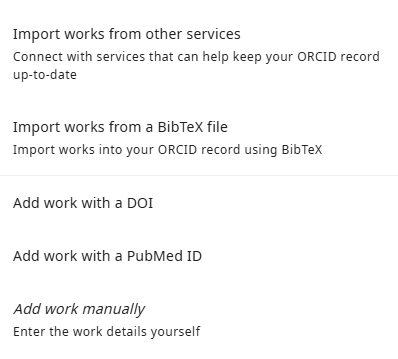 Import works from other services
Connect with services that can help keep your ORCID record
up-to-date
Import works from a BibTeX file
Import works into your ORCID record using BibTeX
Add work with a DOI
Add work with a PubMed ID
Add work manually
Enter the work details yourself